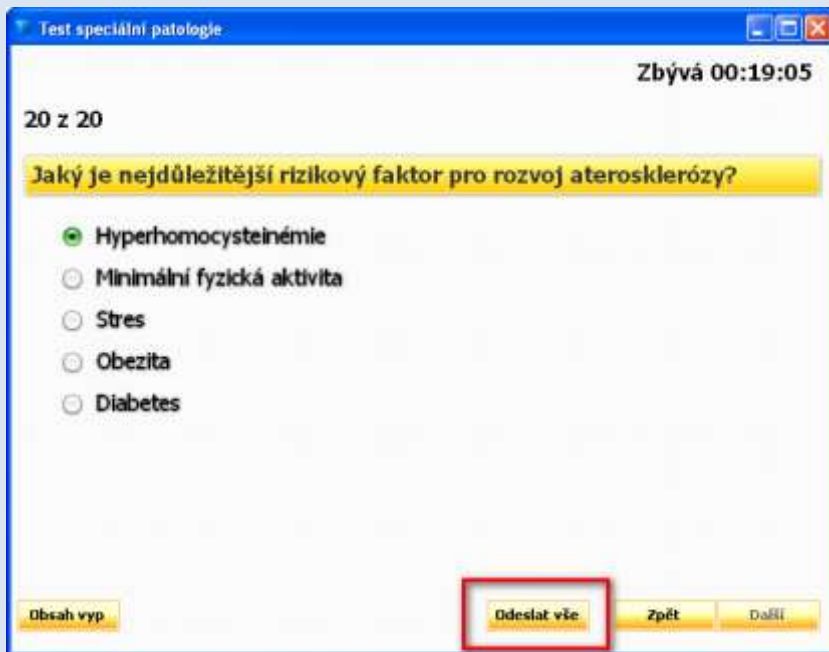 Test speciální patologie
Zbývá 00:19:05
20 z 20
Jaký je nejdůležitější rizikový faktor pro rozvoj aterosklerózy?
Hyperhomocysteinémie
Minimální fyzická aktivita
Stres
Obezita
Diabetes
Obsah vyp
Odeslat vše
Zpět
Další